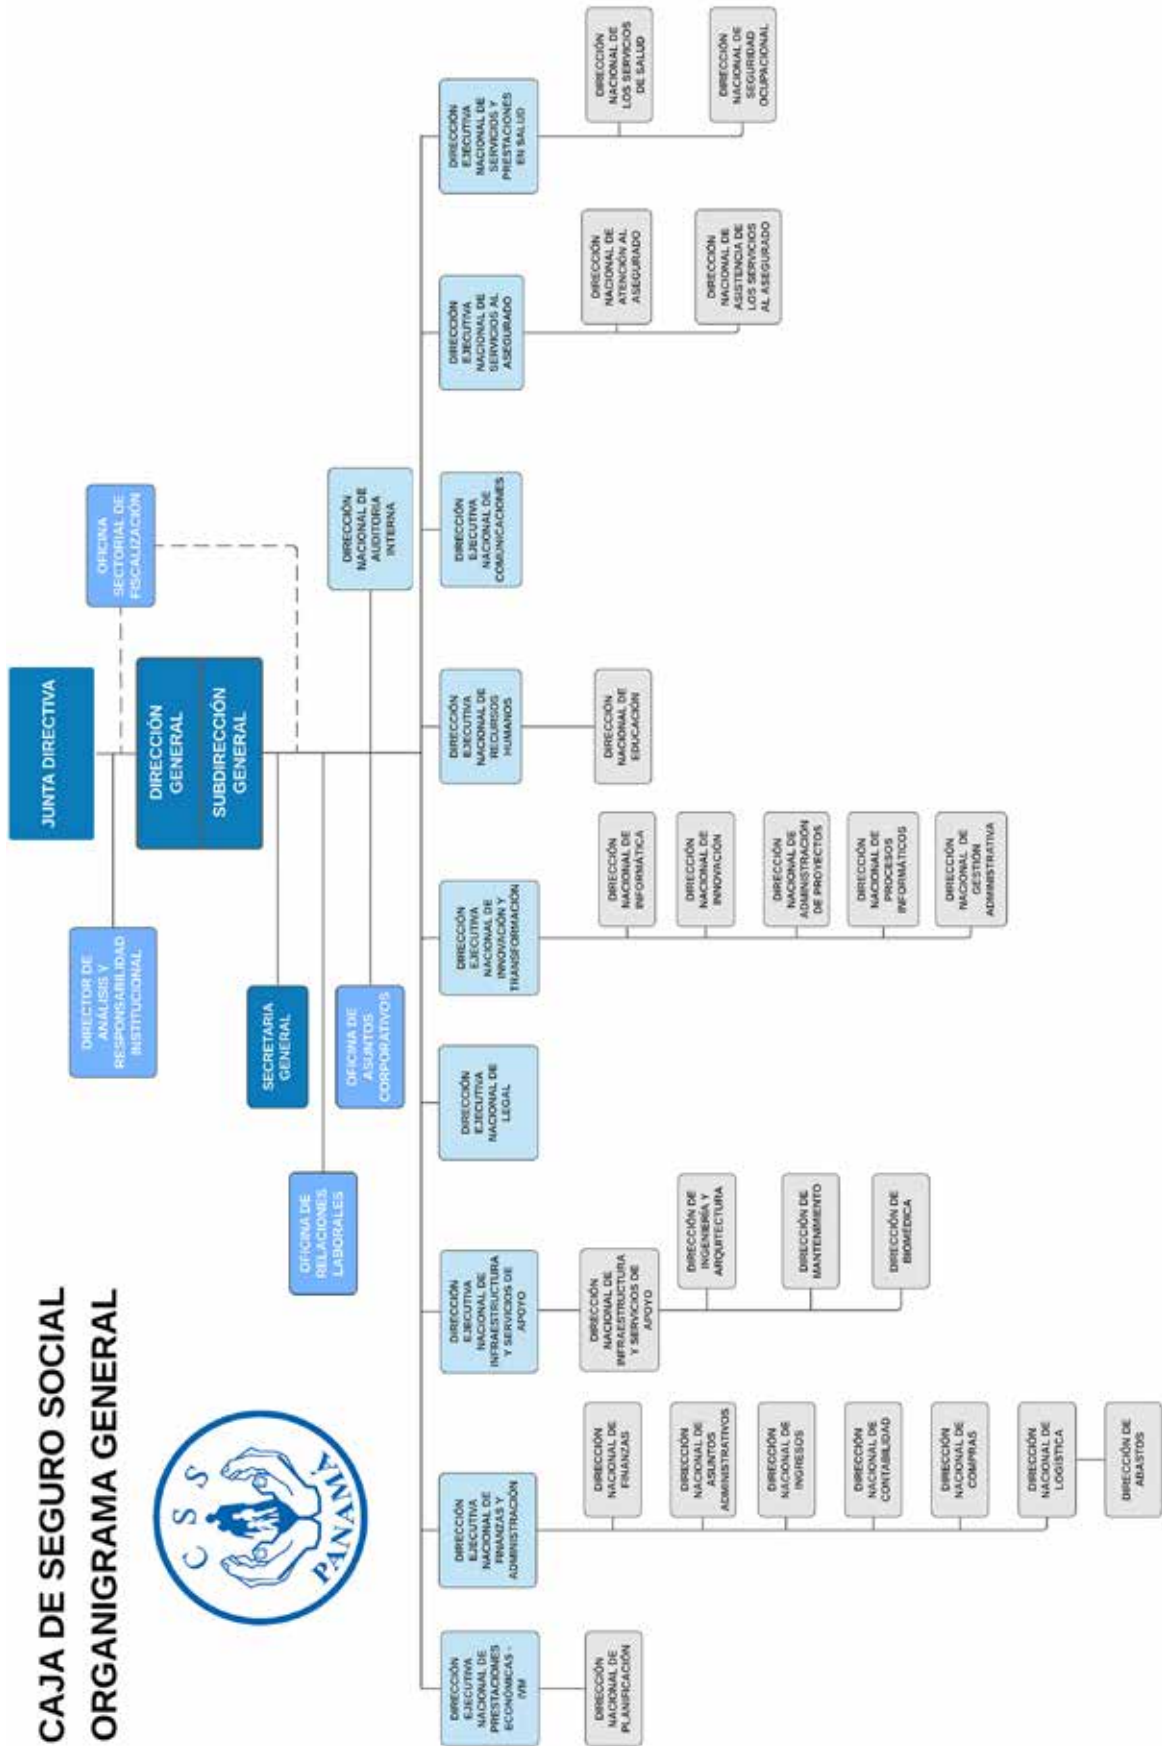 CAJA DE SEGURO SOCIAL
ORGANIGRAMA GENERAL
C S S
PANAMÁ
JUNTA DIRECTIVA
OFICINA
SECTORIAL DE
FISCALIZACIÓN
DIRECTOR DE
ANÁLISIS Y
RESPONSABILIDAD
INSTITUCIONAL
DIRECCIÓN
GENERAL
SUBDIRECCIÓN
GENERAL
SECRETARIA
GENERAL
OFICINA DE
RELACIONES
LABORALES
OFICINA DE
ASUNTOS
CORPORATIVOS
DIRECCIÓN
NACIONAL DE
AUDITORIA
INTERNA
DIRECCIÓN
EJECUTIVA
NACIONAL DE
PRESTACIONES
ECONÓMICAS -
IVM
DIRECCIÓN
NACIONAL DE
PLANIFICACIÓN
DIRECCIÓN
EJECUTIVA
NACIONAL DE
FINANZAS Y
ADMINISTRACIÓN
DIRECCIÓN
NACIONAL DE
FINANZAS
DIRECCIÓN
NACIONAL DE
ASUNTOS
ADMINISTRATIVOS
DIRECCIÓN
NACIONAL DE
INGRESOS
DIRECCIÓN
NACIONAL DE
CONTABILIDAD
DIRECCIÓN
NACIONAL DE
COMPRAS
DIRECCIÓN
NACIONAL DE
LOGÍSTICA
DIRECCIÓN DE
ABASTOS
DIRECCIÓN
EJECUTIVA
NACIONAL DE
INFRAESTRUCTURA
Y SERVICIOS DE
APOYO
DIRECCIÓN
NACIONAL DE
INFRAESTRUCTURA
Y SERVICIOS DE
APOYO
DIRECCIÓN DE
INGENIERÍA Y
ARQUITECTURA
DIRECCIÓN DE
MANTENIMIENTO
DIRECCIÓN DE
BIOMÉDICA
DIRECCIÓN
EJECUTIVA
NACIONAL DE
LEGAL
DIRECCIÓN
EJECUTIVA
NACIONAL DE
INNOVACIÓN Y
TRANSFORMACIÓN
DIRECCIÓN
NACIONAL DE
INFORMÁTICA
DIRECCIÓN
NACIONAL DE
INNOVACIÓN
DIRECCIÓN
NACIONAL DE
ADMINISTRACIÓN
DE PROYECTOS
DIRECCIÓN
NACIONAL DE
PROCESOS
INFORMÁTICOS
DIRECCIÓN
NACIONAL DE
GESTIÓN
ADMINISTRATIVA
DIRECCIÓN
EJECUTIVA
NACIONAL DE
RECURSOS
HUMANOS
DIRECCIÓN
NACIONAL DE
EDUCACIÓN
DIRECCIÓN
EJECUTIVA
NACIONAL DE
COMUNICACIONES
DIRECCIÓN
EJECUTIVA
NACIONAL DE
SERVICIOS AL
ASEGURADO
DIRECCIÓN
NACIONAL DE
ATENCIÓN AL
ASEGURADO
DIRECCIÓN
NACIONAL DE
ASISTENCIA DE
LOS SERVICIOS
AL ASEGURADO
DIRECCIÓN
EJECUTIVA
NACIONAL DE
SERVICIOS Y
PRESTACIONES
EN SALUD
DIRECCIÓN
NACIONAL DE
LOS SERVICIOS
DE SALUD
DIRECCIÓN
NACIONAL DE
SEGURIDAD
OCUPACIONAL